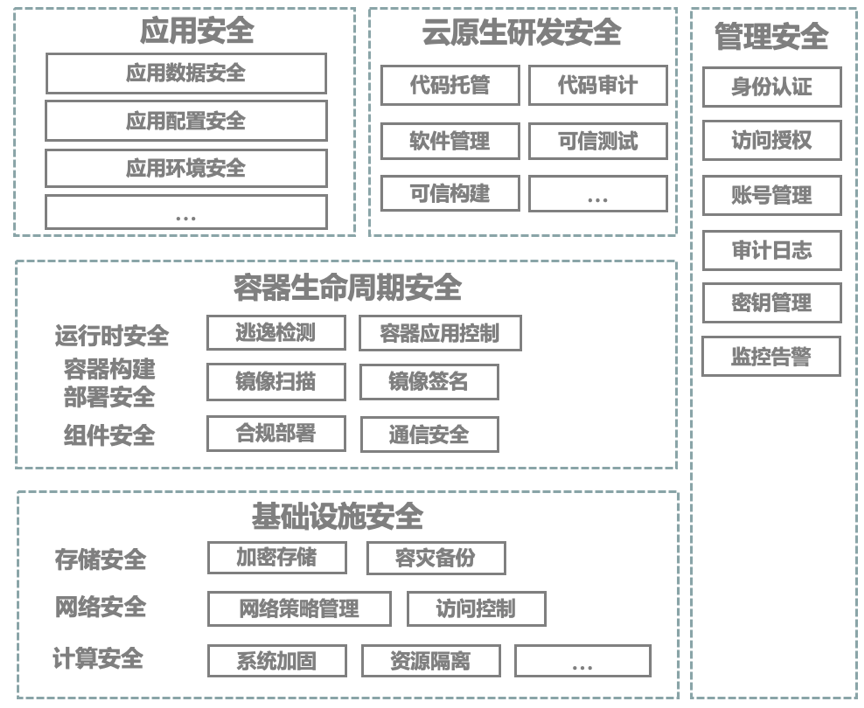 应用安全
应用数据安全
应用配置安全
应用环境安全
...
云原生研发安全
代码托管
代码审计
软件管理
可信测试
可信构建
...
管理安全
身份认证
访问授权
账号管理
审计日志
密钥管理
监控告警
容器生命周期安全
运行时安全
逃逸检测
容器应用控制
容器构建
部署安全
镜像扫描
镜像签名
组件安全
合规部署
通信安全
基础设施安全
存储安全
加密存储
容灾备份
网络安全
网络策略管理
访问控制
计算安全
系统加固
资源隔离
...